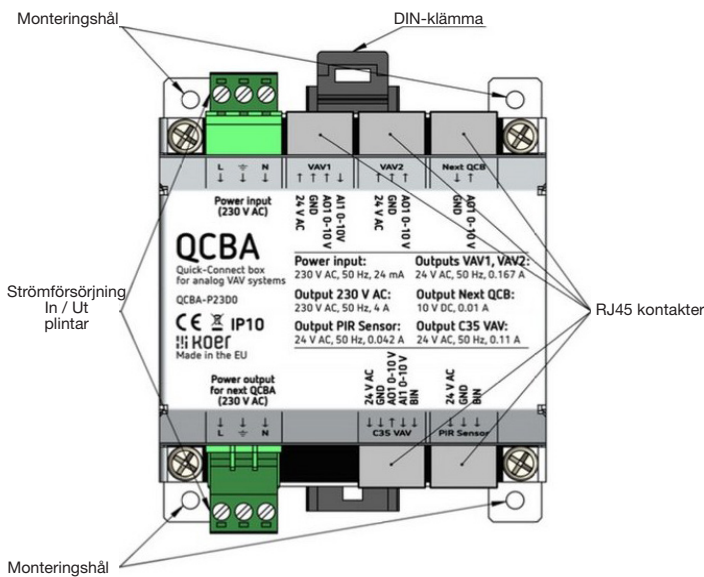 Monteringshål
DIN-klämma
L ⏚ N
VAV1
VAV2
Next QCB
↓ ↓ ↓
↑ ↑ ↑ ↓
↑ ↑ ↑
↓ ↑
Power input
(230 V AC)
24 V AC
GND
AO1 0-10 V
AI1 0-10V
24 V AC
GND
AO1 0-10 V
GND
AO1 0-10 V
QCBA
Quick-Connect box
for analog VAV systems
QCBA-P23D0
CE IP10
koer
Made in the EU
Power input:
230 V AC, 50 Hz, 24 mA
Output 230 V AC:
230 V AC, 50 Hz, 4 A
Output PIR Sensor:
24 V AC, 50 Hz, 0.042 A
Outputs VAV1, VAV2:
24 V AC, 50 Hz, 0.167 A
Output Next QCB:
10 V DC, 0.01 A
Output C35 VAV:
24 V AC, 50 Hz, 0.11 A
Strömförsörjning
In / Ut
plintar
RJ45 kontakter
Power output
for next QCBA
(230 V AC)
24 V AC
GND
AO1 0-10 V
AI1 0-10 V
BIN
24 V AC
GND
BIN
↓ ↓ ↓
↓ ↓ ↑ ↓ ↓
↓ ↓ ↓
L ⏚ N
C35 VAV
PIR Sensor
Monteringshål